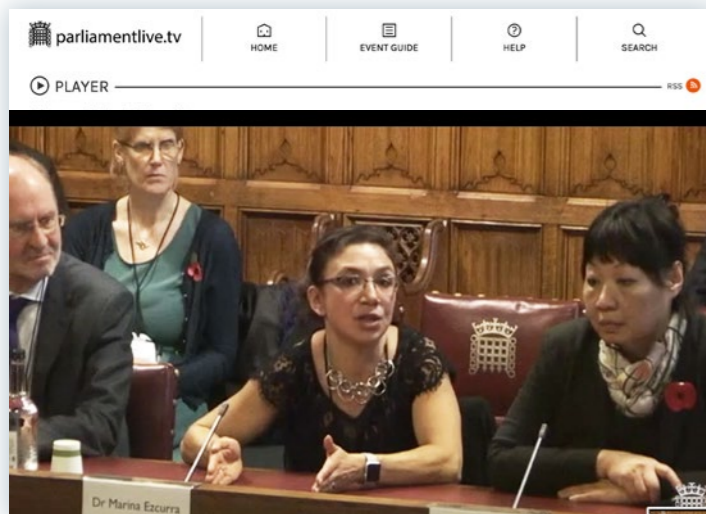 parliamentlive.tv
HOME
EVENT GUIDE
HELP
SEARCH
PLAYER
RSS
Dr Marina Ezcurra